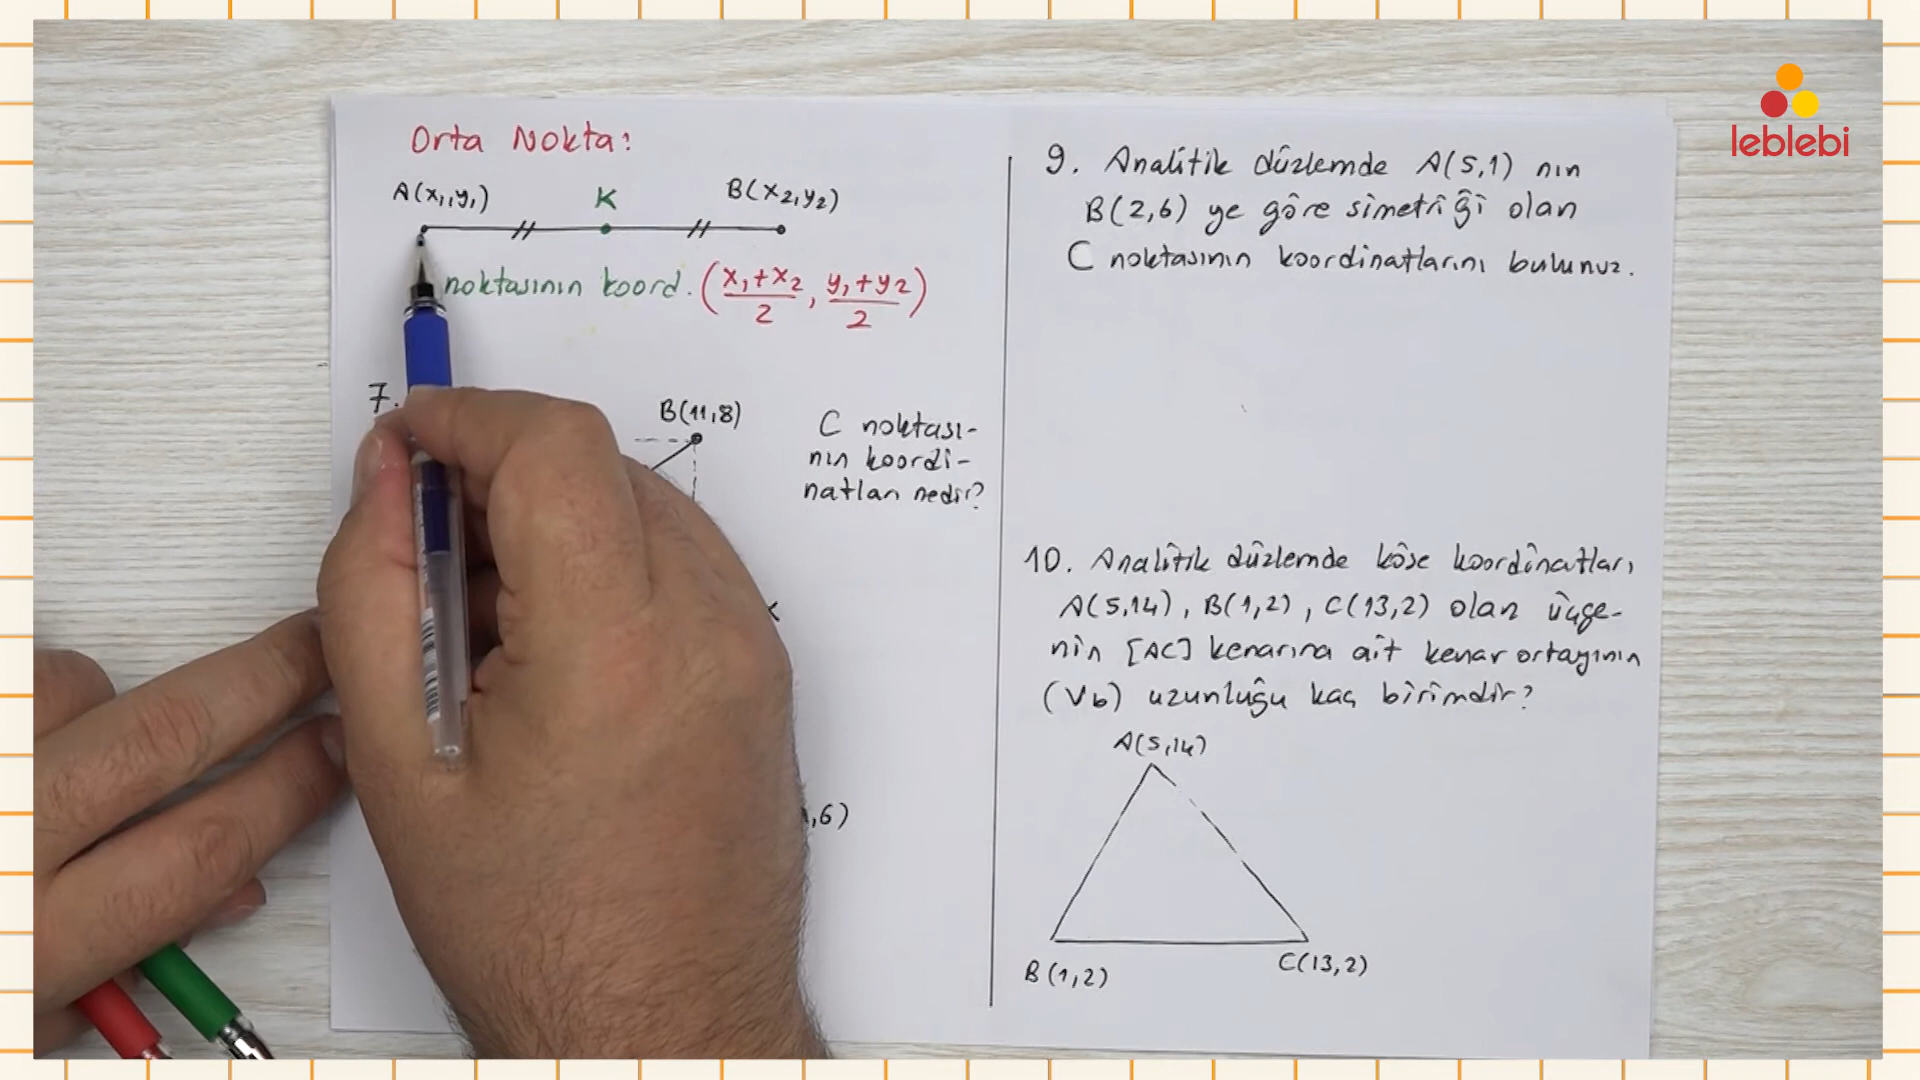 leblebi
Orta Nokta:
A(x₁,y₁)
K
B(x₂,y₂)
noktasının koord. (x₁+x₂/2, y₁+y₂/2)
7.
B(11,8)
C noktası-
nın koordi-
natları nedir?
,6)
9. Analitik düzlemde A(5,1) nın
B(2,6) ye göre simetriği olan
C noktasının koordinatlarını bulunuz.
10. Analitik düzlemde köşe koordinatları
A(5,14), B(1,2), C(13,2) olan üçge-
nin [AC] kenarına ait kenarortayının
(Vb) uzunluğu kaç birimdir?
A(5,14)
B(1,2)
C(13,2)